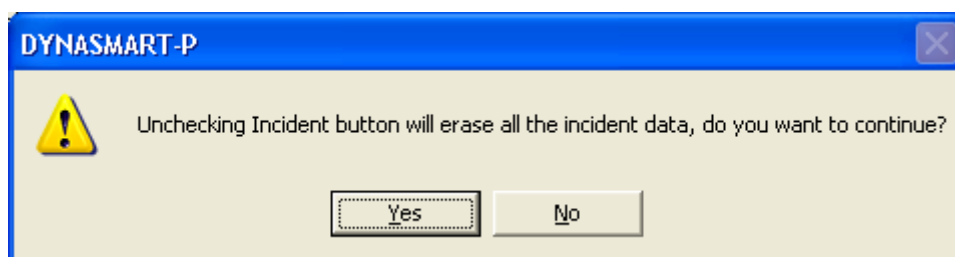 DYNASMART-P
Unchecking Incident button will erase all the incident data, do you want to continue?
Yes No